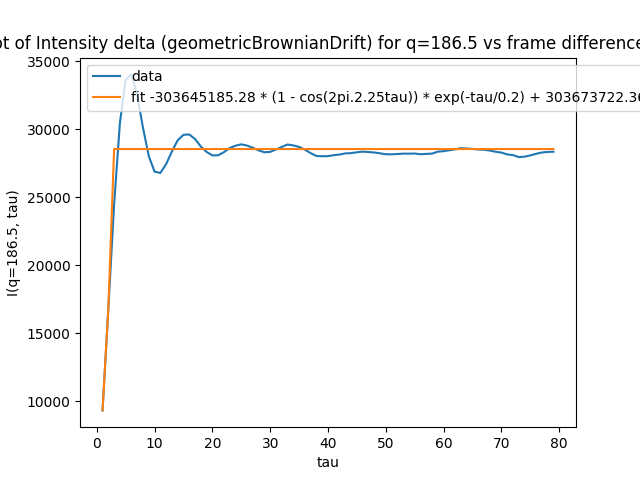 ot of Intensity delta (geometricBrownianDrift) for q=186.5 vs frame difference
data
fit -303645185.28 * (1 - cos(2pi.2.25tau)) * exp(-tau/0.2) + 303673722.36
I(q=186.5, tau)
35000
30000
25000
20000
15000
10000
0 10 20 30 40 50 60 70 80
tau